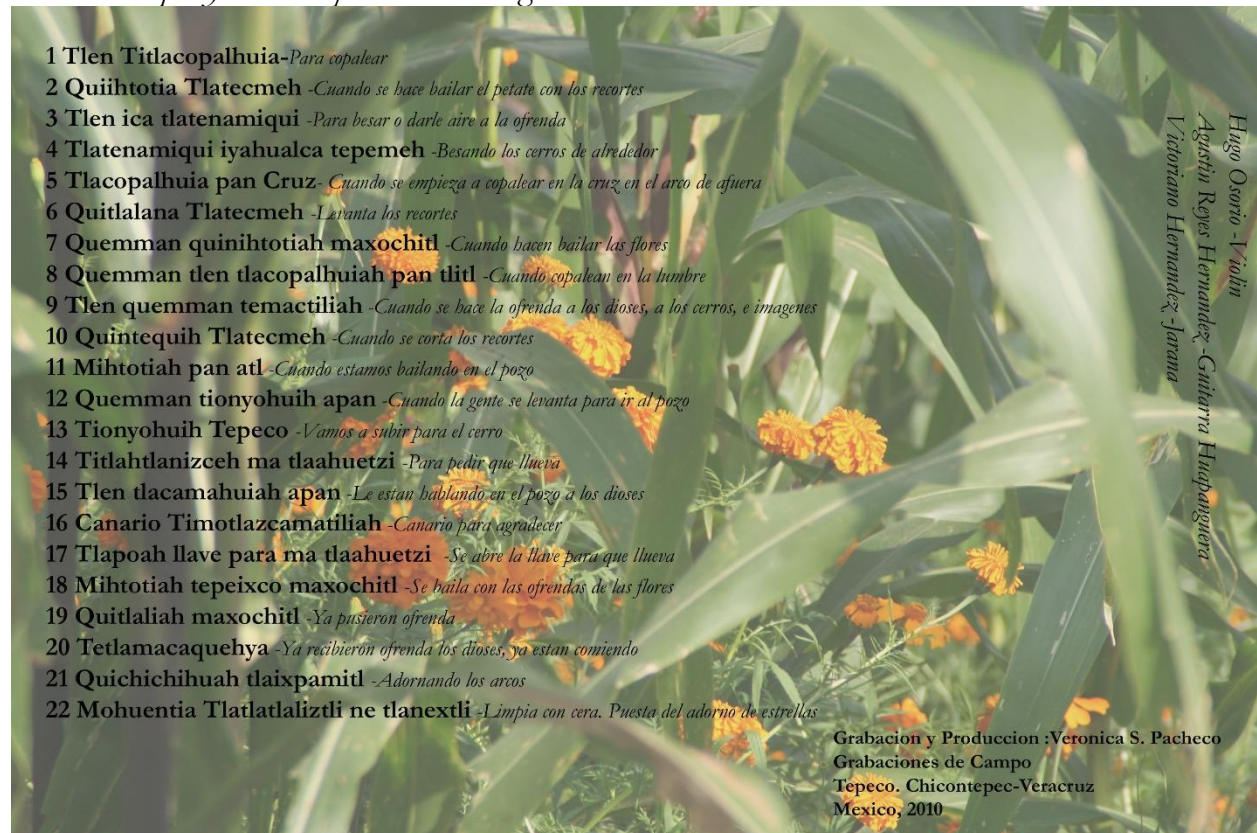 1 Tlen Titlacopalhuia-Para copalear
2 Quiihtotia Tlatecmeh -Cuando se hace bailar el petate con los recortes
3 Tlen ica tlatenamiqui -Para besar o darle aire a la ofrenda
4 Tlatenamiqui iyahualca tepemeh -Besando los cerros de alrededor
5 Tlacopalhuia pan Cruz- Cuando se empieza a copalear en la cruz en el arco de afuera
6 Quitlalana Tlatecmeh -Levanta los recortes
7 Quemman quinihtotiah maxochitl -Cuando hacen bailar las flores
8 Quemman tlen tlacopalhuiah pan tlitl -Cuando copalean en la lumbre
9 Tlen quemman temactiliah -Cuando se hace la ofrenda a los dioses, a los cerros, e imagenes
10 Quintequih Tlatecmeh -Cuando se corta los recortes
11 Mihtotiah pan atl -Cuando estamos bailando en el pozo
12 Quemman tionyohuih apan -Cuando la gente se levanta para ir al pozo
13 Tionyohuih Tepeco -Vamos a subir para el cerro
14 Titlahtlanizceh ma tlaahuetzi -Para pedir que llueva
15 Tlen tlacamahuiah apan -Le estan hablando en el pozo a los dioses
16 Canario Timotlazcamatiliah -Canario para agradecer
17 Tlapoah llave para ma tlaahuetzi -Se abre la llave para que llueva
18 Mihtotiah tepeixco maxochitl -Se baila con las ofrendas de las flores
19 Quitlaliah maxochitl -Ya pusieron ofrenda
20 Tetlamacaquehya -Ya recibieron ofrenda los dioses, ya estan comiendo
21 Quichichihuah tlaixpamitl -Adornando los arcos
22 Mohuentia Tlatlatlaliztli ne tlanextli -Limpia con cera. Puesta del adorno de estrellas
Hugo Osorio -Violin
Agustin Reyes Hernandez -Guitarra Huapanguera
Victoriano Hernandez -Jarana
Grabacion y Produccion :Veronica S. Pacheco
Grabaciones de Campo
Tepeco. Chicontepec-Veracruz
Mexico, 2010